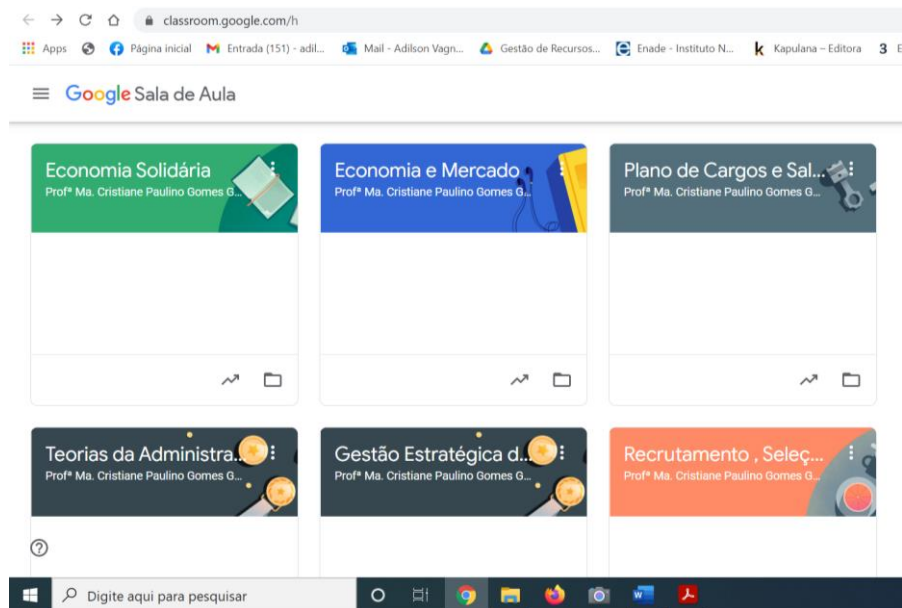 classroom.google.com/h
Apps Página inicial Entrada (151) - adil... Mail - Adilson Vagn... Gestão de Recursos... Enade - Instituto N... Kapulana – Editora 3 E
Google Sala de Aula
Economia Solidária
Profª Ma. Cristiane Paulino Gomes G...
Economia e Mercado
Profª Ma. Cristiane Paulino Gomes G...
Plano de Cargos e Sal...
Profª Ma. Cristiane Paulino Gomes G...
Teorias da Administra...
Profª Ma. Cristiane Paulino Gomes G...
Gestão Estratégica d...
Profª Ma. Cristiane Paulino Gomes G...
Recrutamento , Seleç...
Profª Ma. Cristiane Paulino Gomes G...
Digite aqui para pesquisar